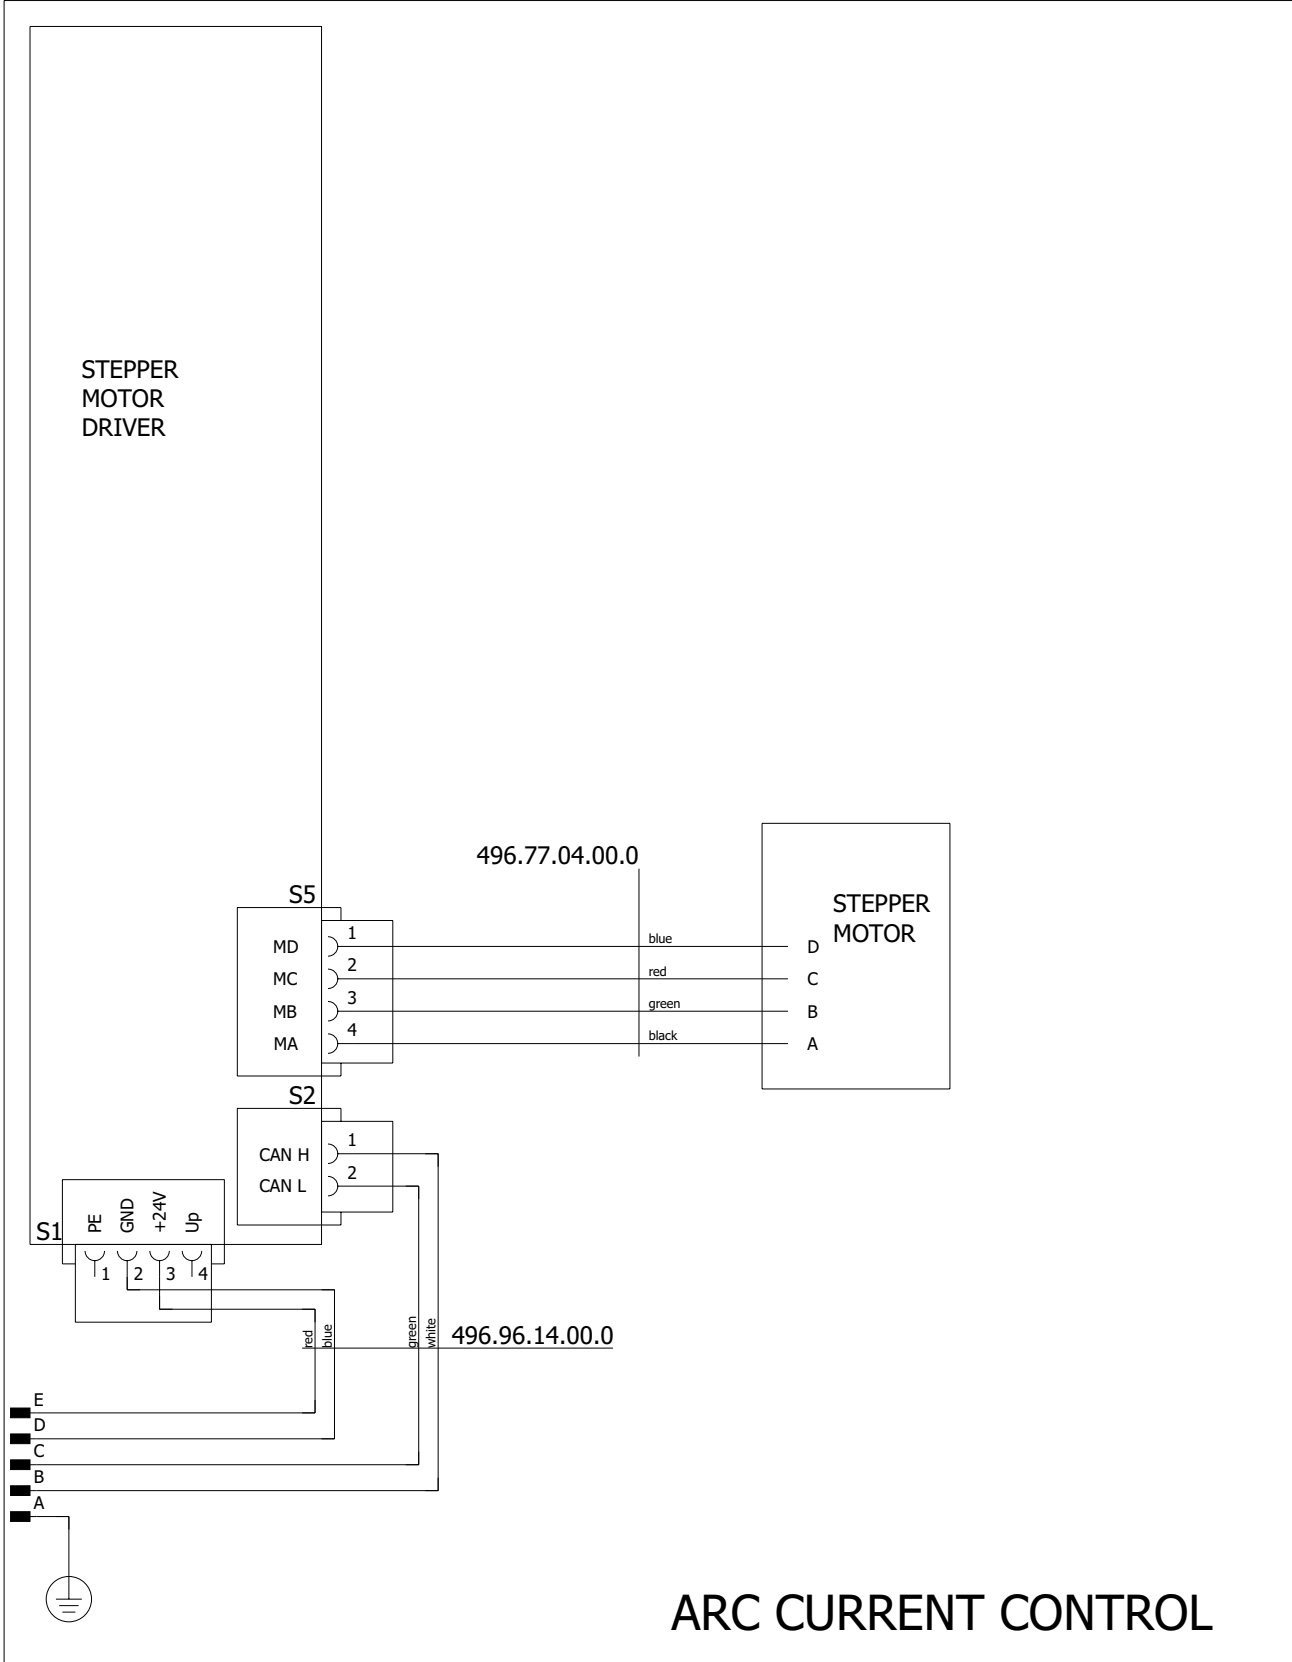 STEPPER
MOTOR
DRIVER
496.77.04.00.0
S5
STEPPER
MOTOR
MD 1 blue D
MC 2 red C
MB 3 green B
MA 4 black A
S2
CAN H 1
CAN L 2
S1
PE GND +24V Up
1 2 3 4
red blue green white 496.96.14.00.0
E
D
C
B
A
ARC CURRENT CONTROL